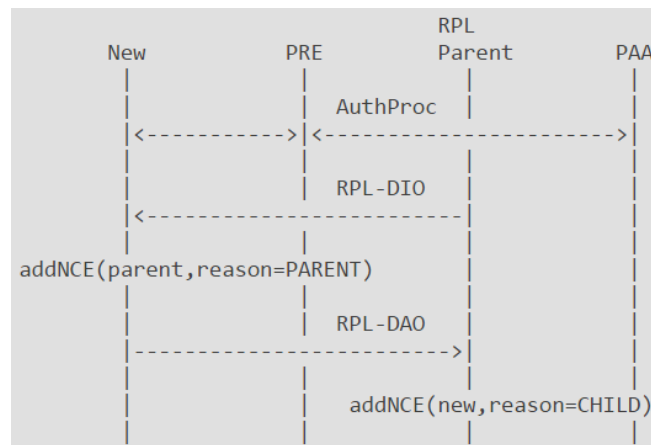 RPL
New PRE Parent PAA
AuthProc
RPL-DIO
addNCE(parent,reason=PARENT)
RPL-DAO
addNCE(new,reason=CHILD)